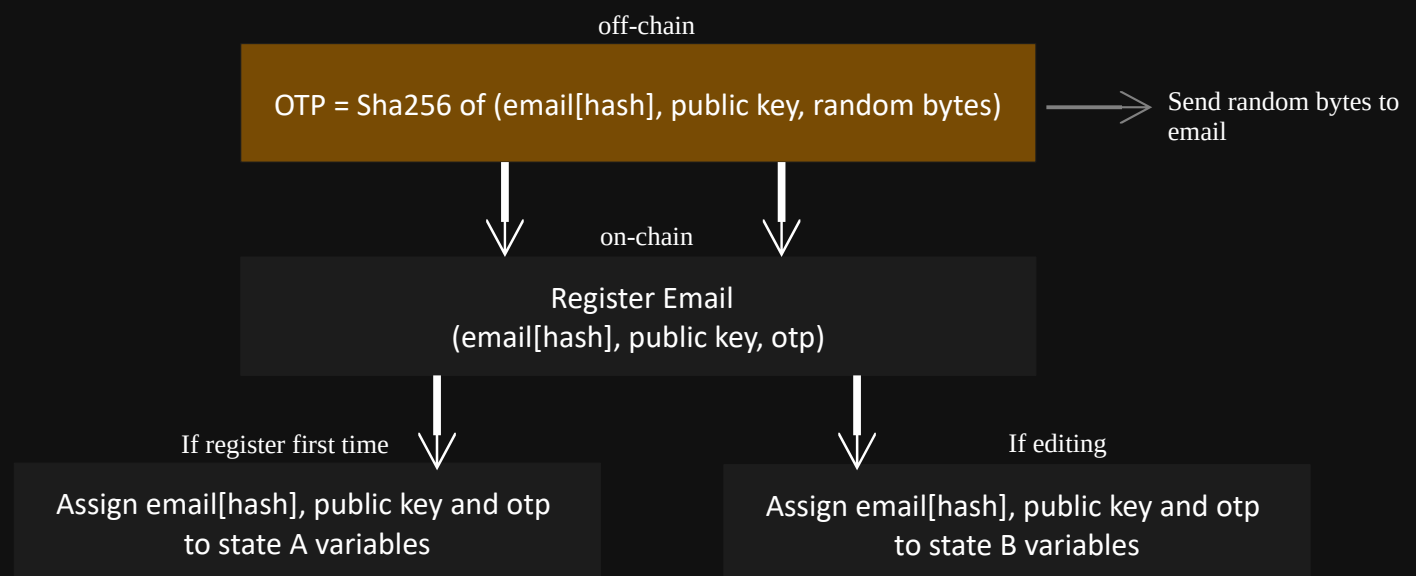 off-chain
OTP = Sha256 of (email[hash], public key, random bytes)
Send random bytes to
email
on-chain
Register Email
(email[hash], public key, otp)
If register first time
If editing
Assign email[hash], public key and otp
to state A variables
Assign email[hash], public key and otp
to state B variables